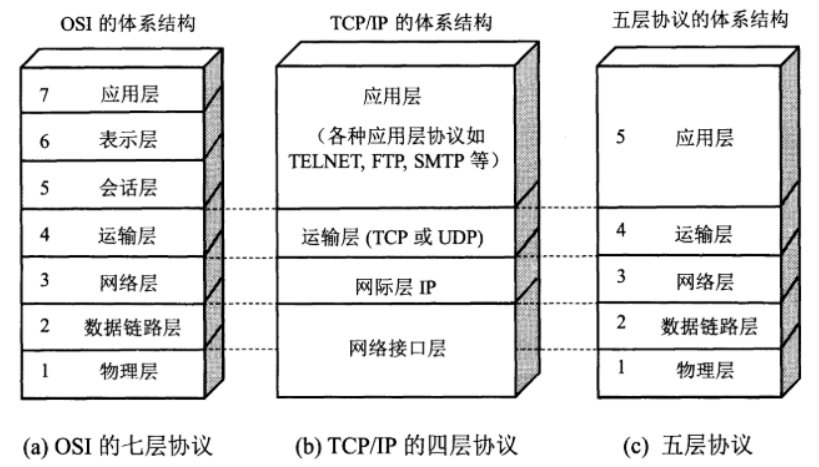 OSI 的体系结构
TCP/IP 的体系结构
五层协议的体系结构
7 应用层
6 表示层
5 会话层
4 运输层
3 网络层
2 数据链路层
1 物理层
应用层
（各种应用层协议如
TELNET, FTP, SMTP 等）
运输层 (TCP 或 UDP)
网际层 IP
网络接口层
5 应用层
4 运输层
3 网络层
2 数据链路层
1 物理层
(a) OSI 的七层协议
(b) TCP/IP 的四层协议
(c) 五层协议